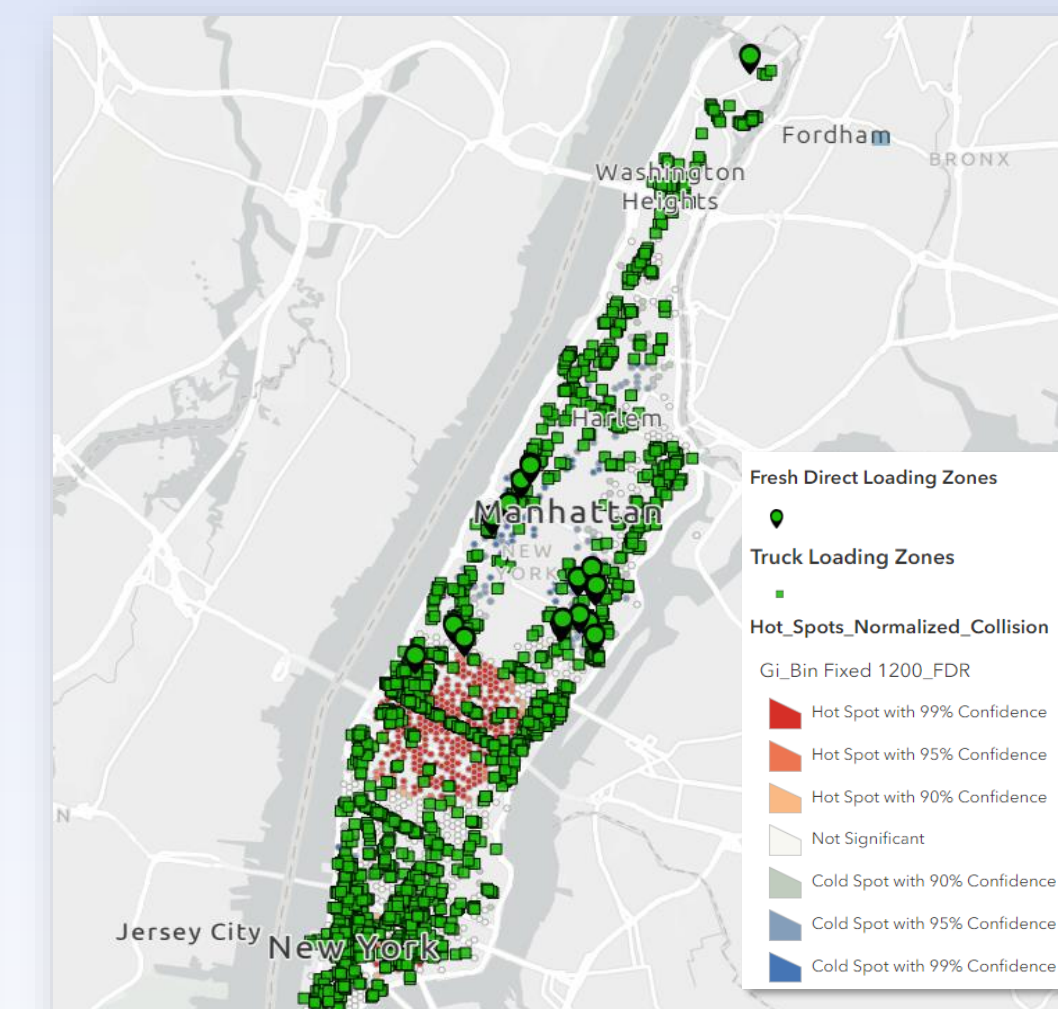 Fordham
BRONX
Washington
Heights
Harlem
Manhattan
NEW
YORK
N
Jersey City
New York
Fresh Direct Loading Zones
Truck Loading Zones
Hot_Spots_Normalized_Collision
Gi_Bin Fixed 1200_FDR
Hot Spot with 99% Confidence
Hot Spot with 95% Confidence
Hot Spot with 90% Confidence
Not Significant
Cold Spot with 90% Confidence
Cold Spot with 95% Confidence
Cold Spot with 99% Confidence